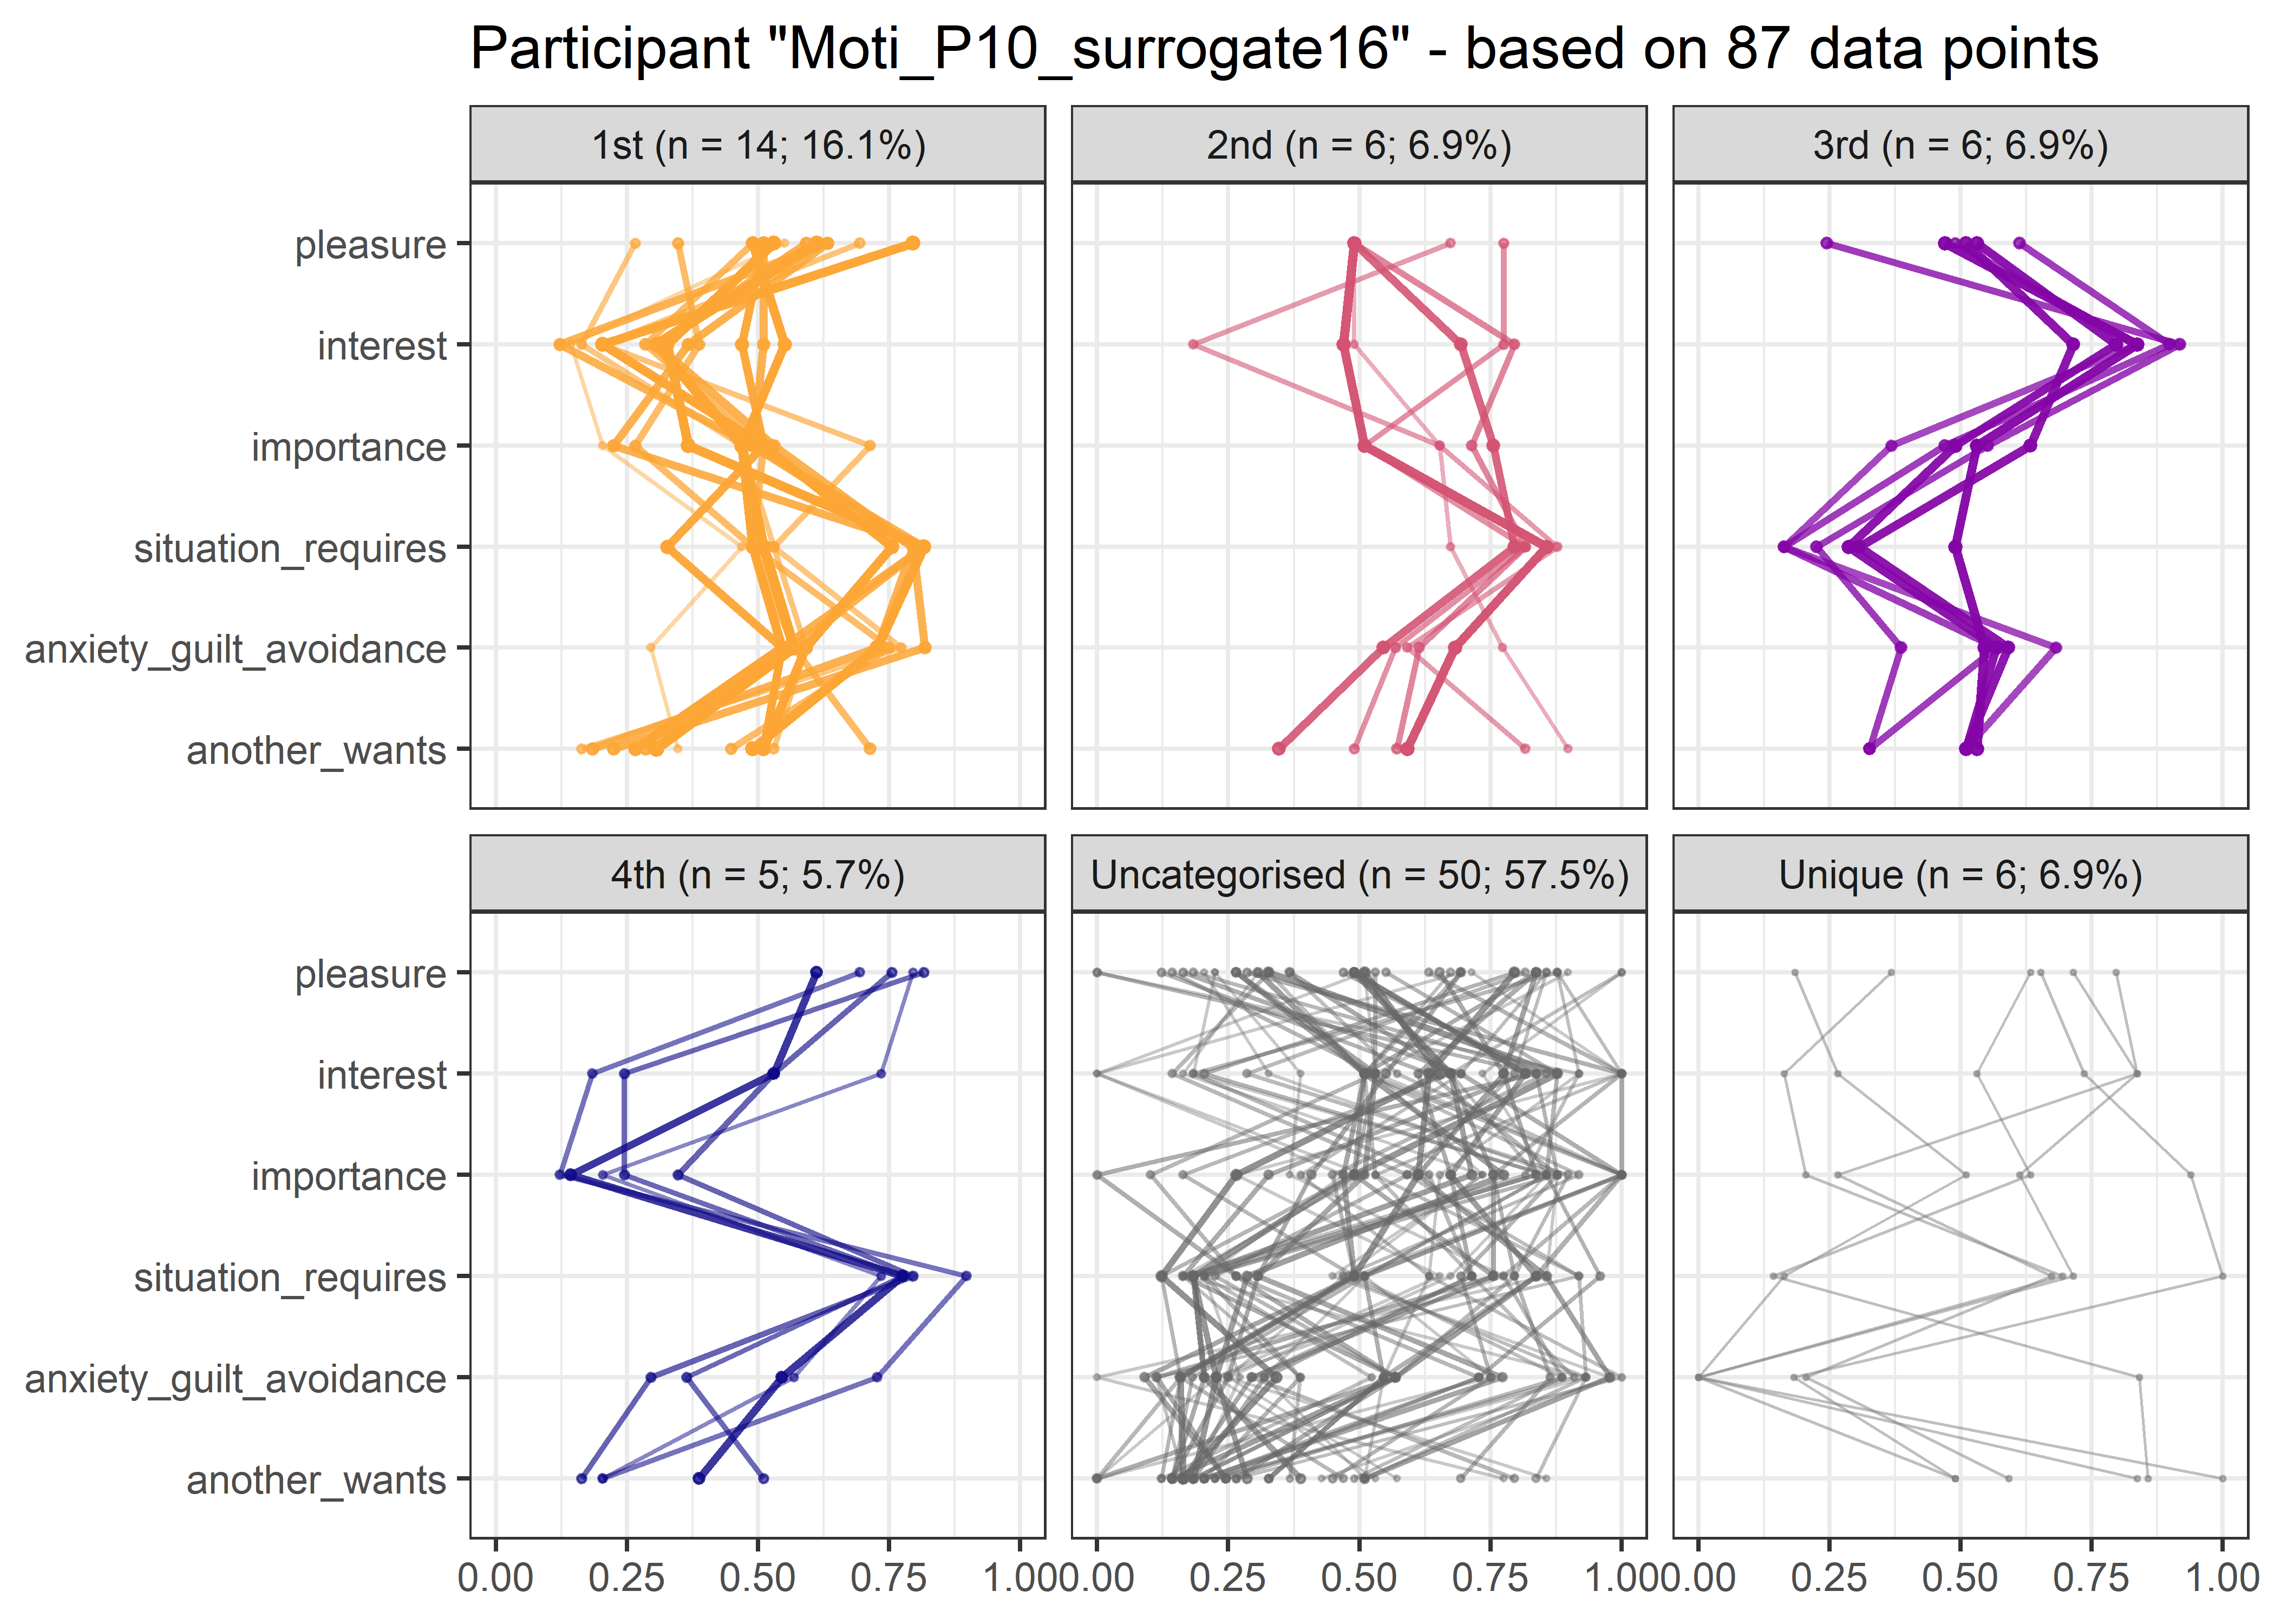 Participant "Moti_P10_surrogate16" - based on 87 data points
1st (n = 14; 16.1%)
2nd (n = 6; 6.9%)
3rd (n = 6; 6.9%)
pleasure
interest
importance
situation_requires
anxiety_guilt_avoidance
another_wants
4th (n = 5; 5.7%)
Uncategorised (n = 50; 57.5%)
Unique (n = 6; 6.9%)
pleasure
interest
importance
situation_requires
anxiety_guilt_avoidance
another_wants
0.00 0.25 0.50 0.75 1.00
0.00 0.25 0.50 0.75 1.00
0.00 0.25 0.50 0.75 1.00